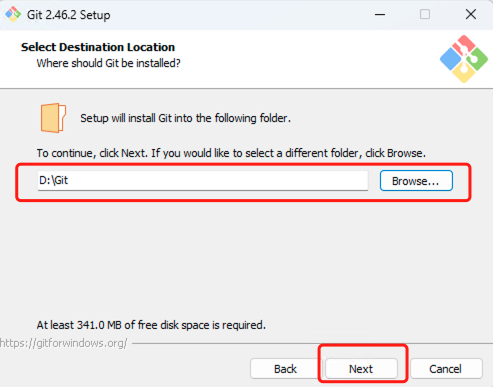 Git 2.46.2 Setup
Select Destination Location
Where should Git be installed?
Setup will install Git into the following folder.
To continue, click Next. If you would like to select a different folder, click Browse.
D:\Git
Browse...
At least 341.0 MB of free disk space is required.
https://gitforwindows.org/
Back
Next
Cancel